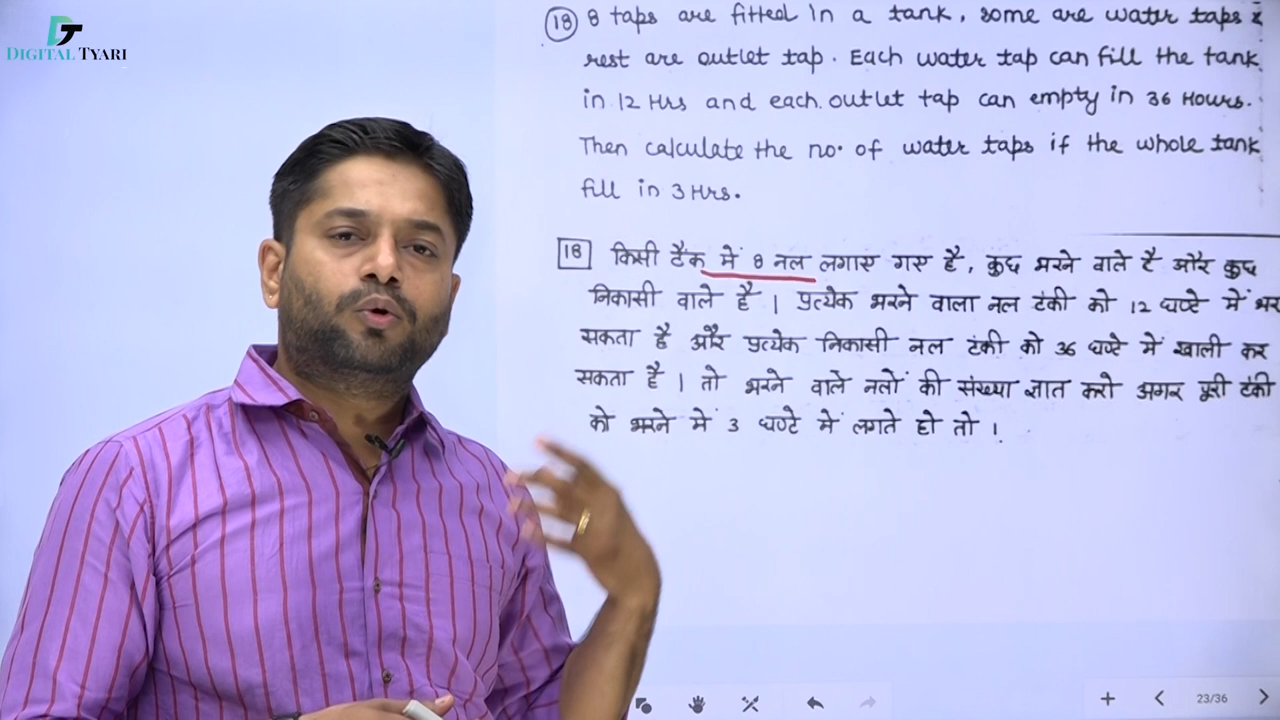 DT
DIGITAL TYARI
18 8 taps are fitted in a tank, some are water taps &
rest are outlet tap. Each water tap can fill the tank
in 12 Hrs and each outlet tap can empty in 36 Hours.
Then calculate the no. of water taps if the whole tank
fill in 3 Hrs.
18 किसी टैंक में 8 नल लगाए गए है, कुछ भरने वाले है और कुछ
निकासी वाले है । प्रत्येक भरने वाला नल टंकी को 12 घण्टे में भर
सकता है और प्रत्येक निकासी नल टंकी को 36 घण्टे में खाली कर
सकता है । तो भरने वाले नलों की संख्या ज्ञात करो अगर पूरी टंकी
को भरने में 3 घण्टे में लगते हो तो ।
23/36